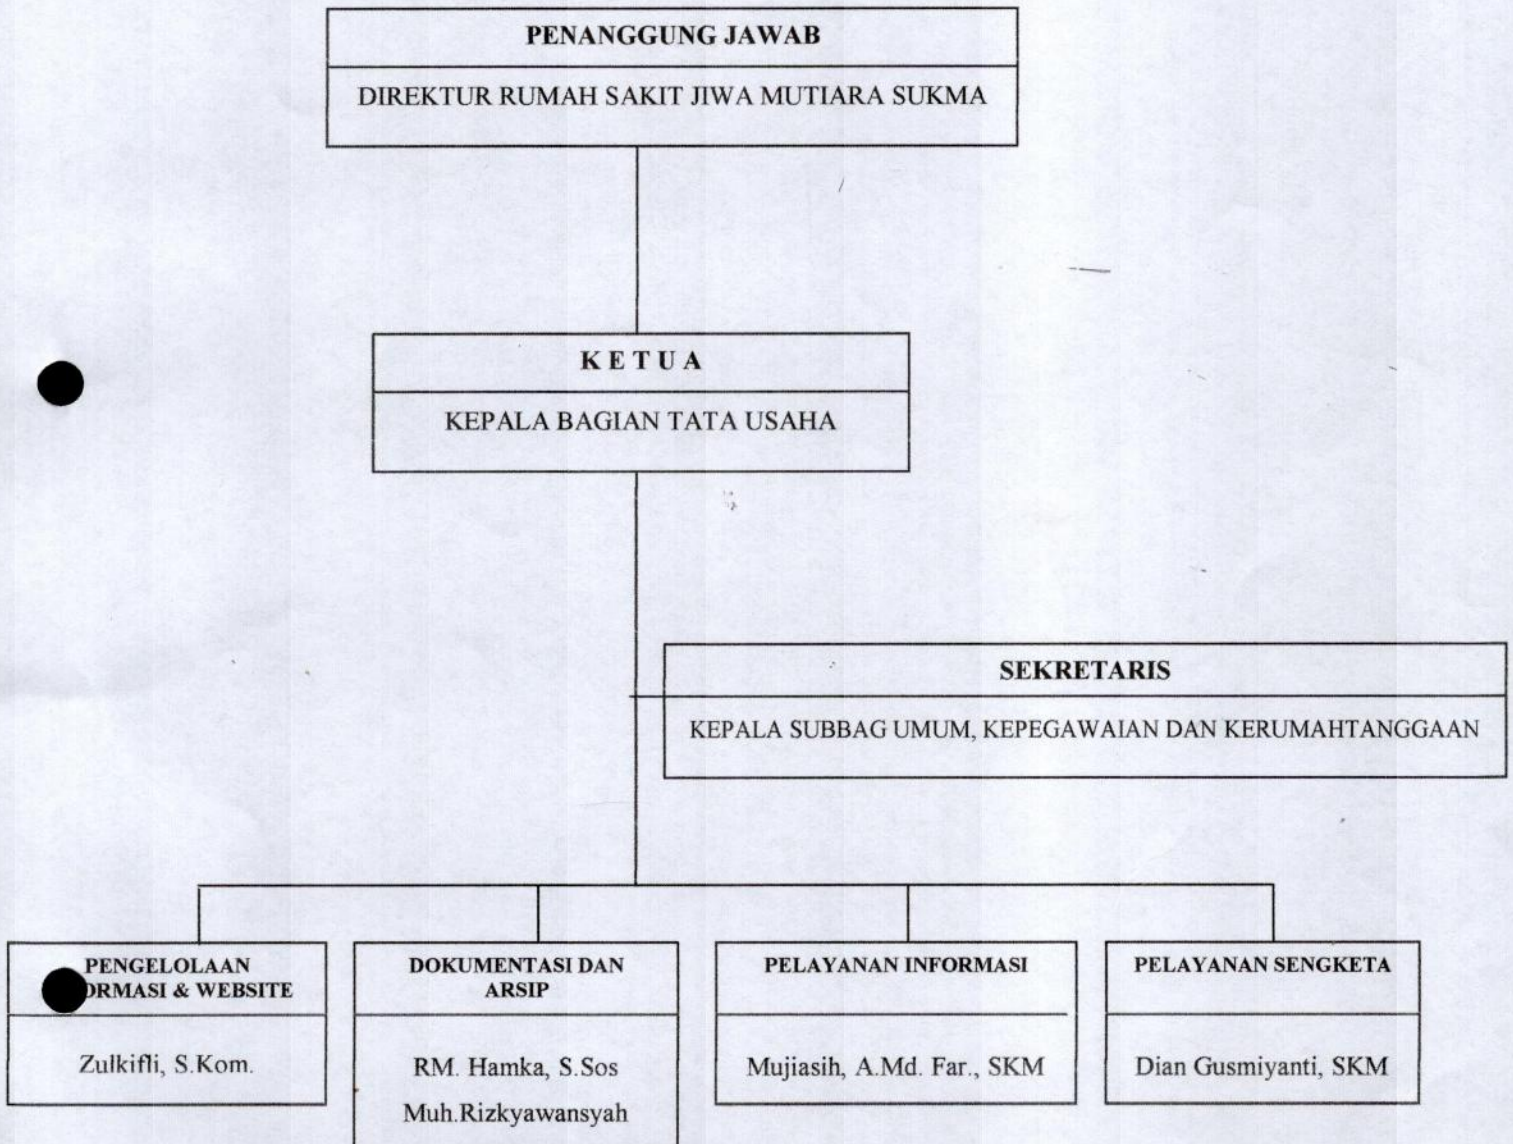 PENANGGUNG JAWAB
DIREKTUR RUMAH SAKIT JIWA MUTIARA SUKMA
K E T U A
KEPALA BAGIAN TATA USAHA
SEKRETARIS
KEPALA SUBBAG UMUM, KEPEGAWAIAN DAN KERUMAHTANGGAAN
PENGELOLAAN
ORMASI & WEBSITE
Zulkifli, S.Kom.
DOKUMENTASI DAN
ARSIP
RM. Hamka, S.Sos
Muh.Rizkyawansyah
PELAYANAN INFORMASI
Mujiasih, A.Md. Far., SKM
PELAYANAN SENGKETA
Dian Gusmiyanti, SKM